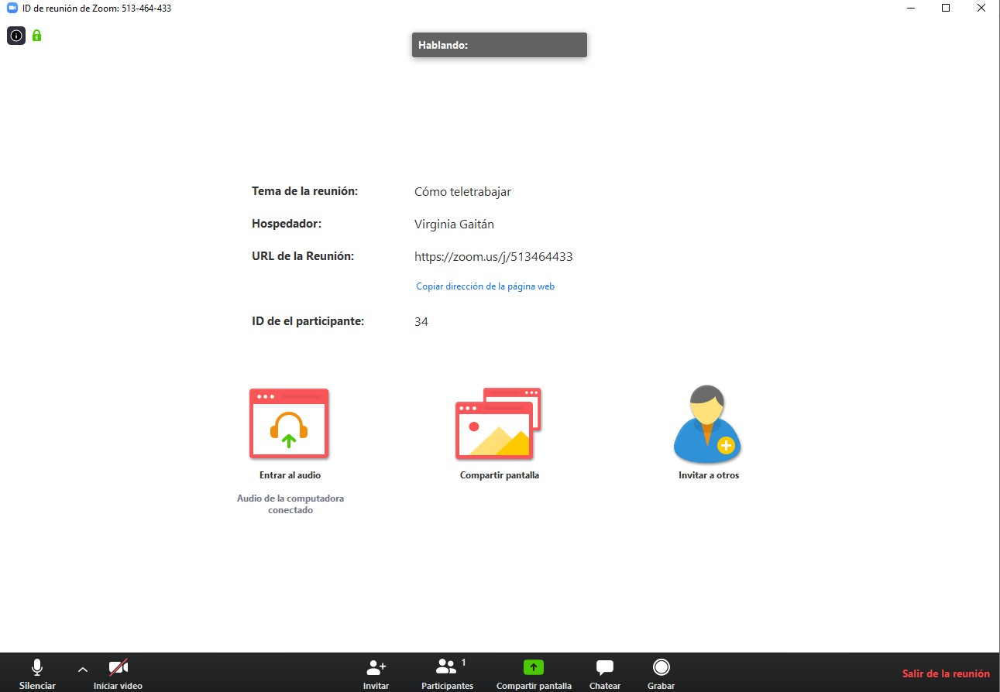 ID de reunión de Zoom: 513-464-433
Hablando:
Tema de la reunión: Cómo teletrabajar
Hospedador: Virginia Gaitán
URL de la Reunión: https://zoom.us/j/513464433
Copiar dirección de la página web
ID de el participante: 34
Entrar al audio
Compartir pantalla
Invitar a otros
Audio de la computadora
conectado
1
Silenciar
Iniciar video
Invitar
Participantes
Compartir pantalla
Chatear
Grabar
Salir de la reunión